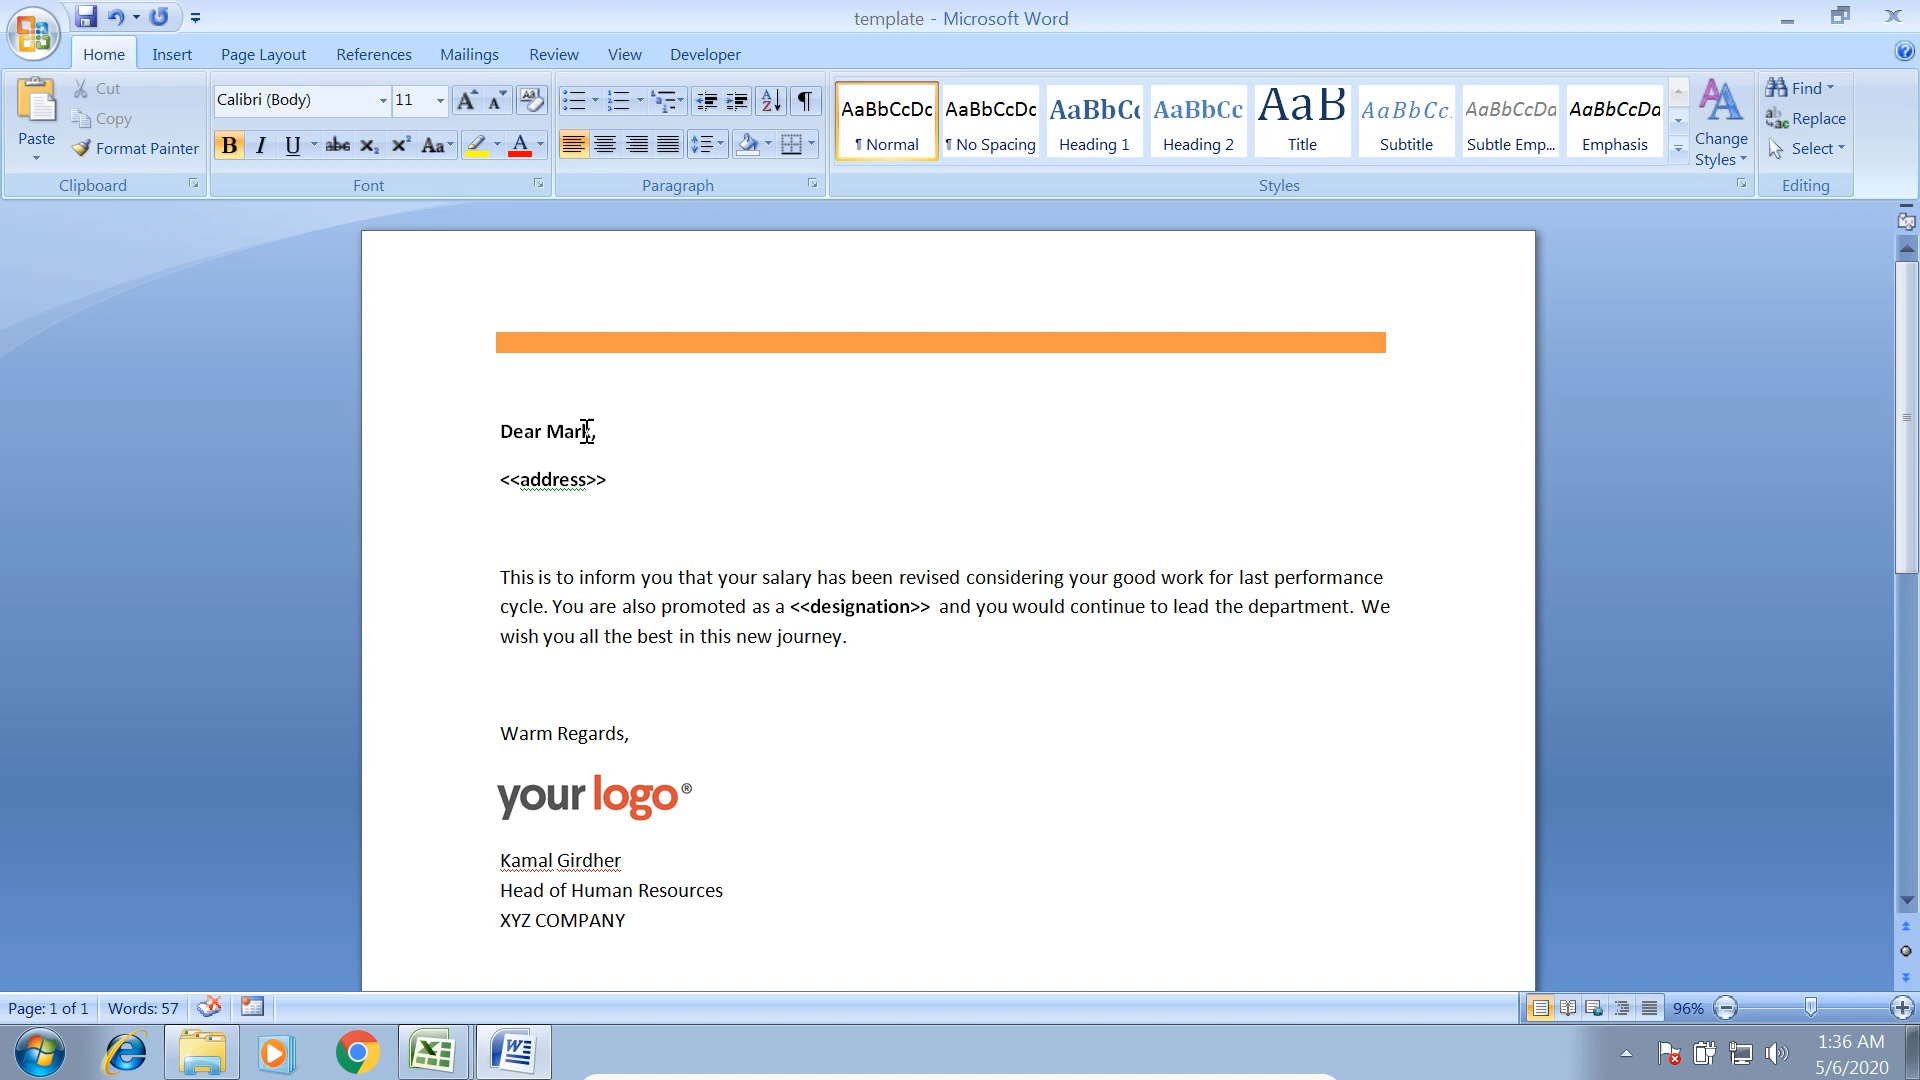 template - Microsoft Word
Home Insert Page Layout References Mailings Review View Developer
Paste
Cut
Copy
Format Painter
Clipboard
Calibri (Body) 11
Font
Paragraph
AaBbCcDc AaBbCcDc AaBbCc AaBbCc AaB AaBbCc. AaBbCcDa AaBbCcDa
¶ Normal ¶ No Spacing Heading 1 Heading 2 Title Subtitle Subtle Emp... Emphasis
Styles
Change
Styles
Find
Replace
Select
Editing
Dear Mark,
<<address>>
This is to inform you that your salary has been revised considering your good work for last performance
cycle. You are also promoted as a <<designation>> and you would continue to lead the department. We
wish you all the best in this new journey.
Warm Regards,
your logo®
Kamal Girdher
Head of Human Resources
XYZ COMPANY
Page: 1 of 1 Words: 57 96%
1:36 AM
5/6/2020